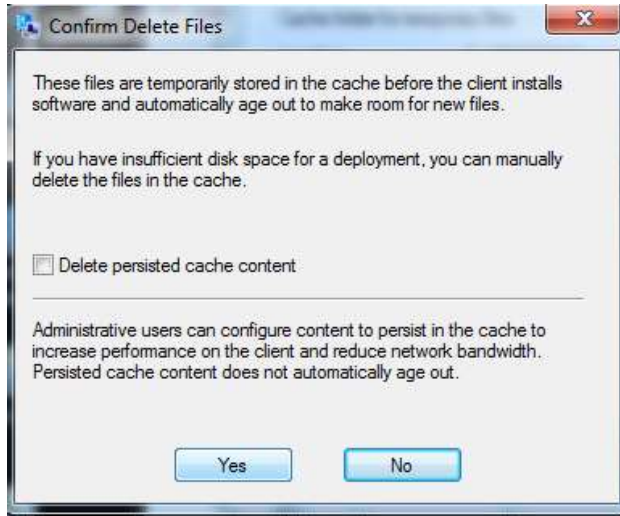 Confirm Delete Files
These files are temporarily stored in the cache before the client installs
software and automatically age out to make room for new files.
If you have insufficient disk space for a deployment, you can manually
delete the files in the cache.
Delete persisted cache content
Administrative users can configure content to persist in the cache to
increase performance on the client and reduce network bandwidth.
Persisted cache content does not automatically age out.
Yes No